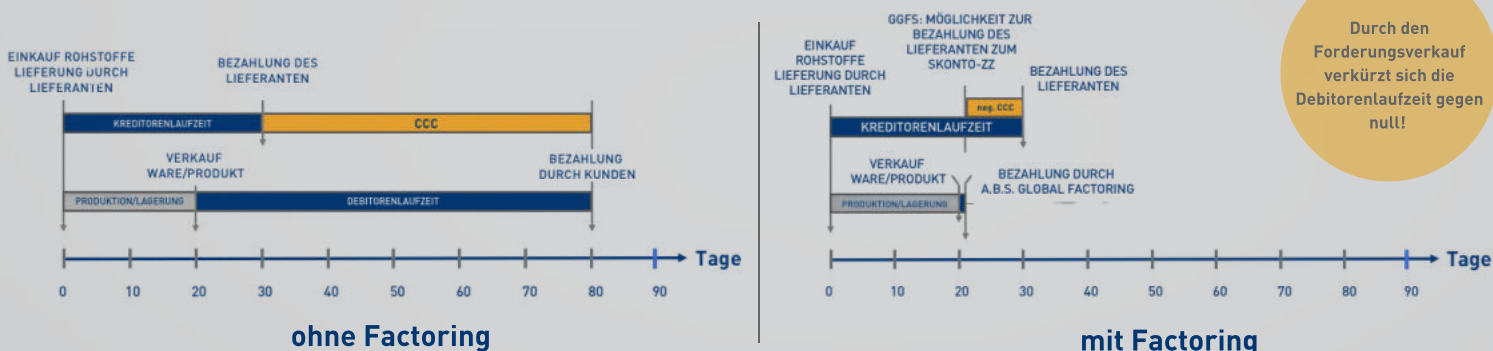 EINKAUF ROHSTOFFE
LIEFERUNG DURCH
LIEFERANTEN
BEZAHLUNG DES
LIEFERANTEN
KREDITORENLAUFZEIT
CCC
VERKAUF
WARE/PRODUKT
BEZAHLUNG
DURCH KUNDEN
PRODUKTION/LAGERUNG
DEBITORENLAUFZEIT
Tage
0 10 20 30 40 50 60 70 80 90
ohne Factoring
GGFS: MÖGLICHKEIT ZUR
BEZAHLUNG DES
LIEFERANTEN ZUM
SKONTO-ZZ
EINKAUF
ROHSTOFFE
LIEFERUNG DURCH
LIEFERANTEN
BEZAHLUNG DES
LIEFERANTEN
neg. CCC
KREDITORENLAUFZEIT
VERKAUF
WARE/PRODUKT
BEZAHLUNG DURCH
A.B.S. GLOBAL FACTORING
PRODUKTION/LAGERUNG
Tage
0 10 20 30 40 50 60 70 80 90
mit Factoring
Durch den
Forderungsverkauf
verkürzt sich die
Debitorenlaufzeit gegen
null!